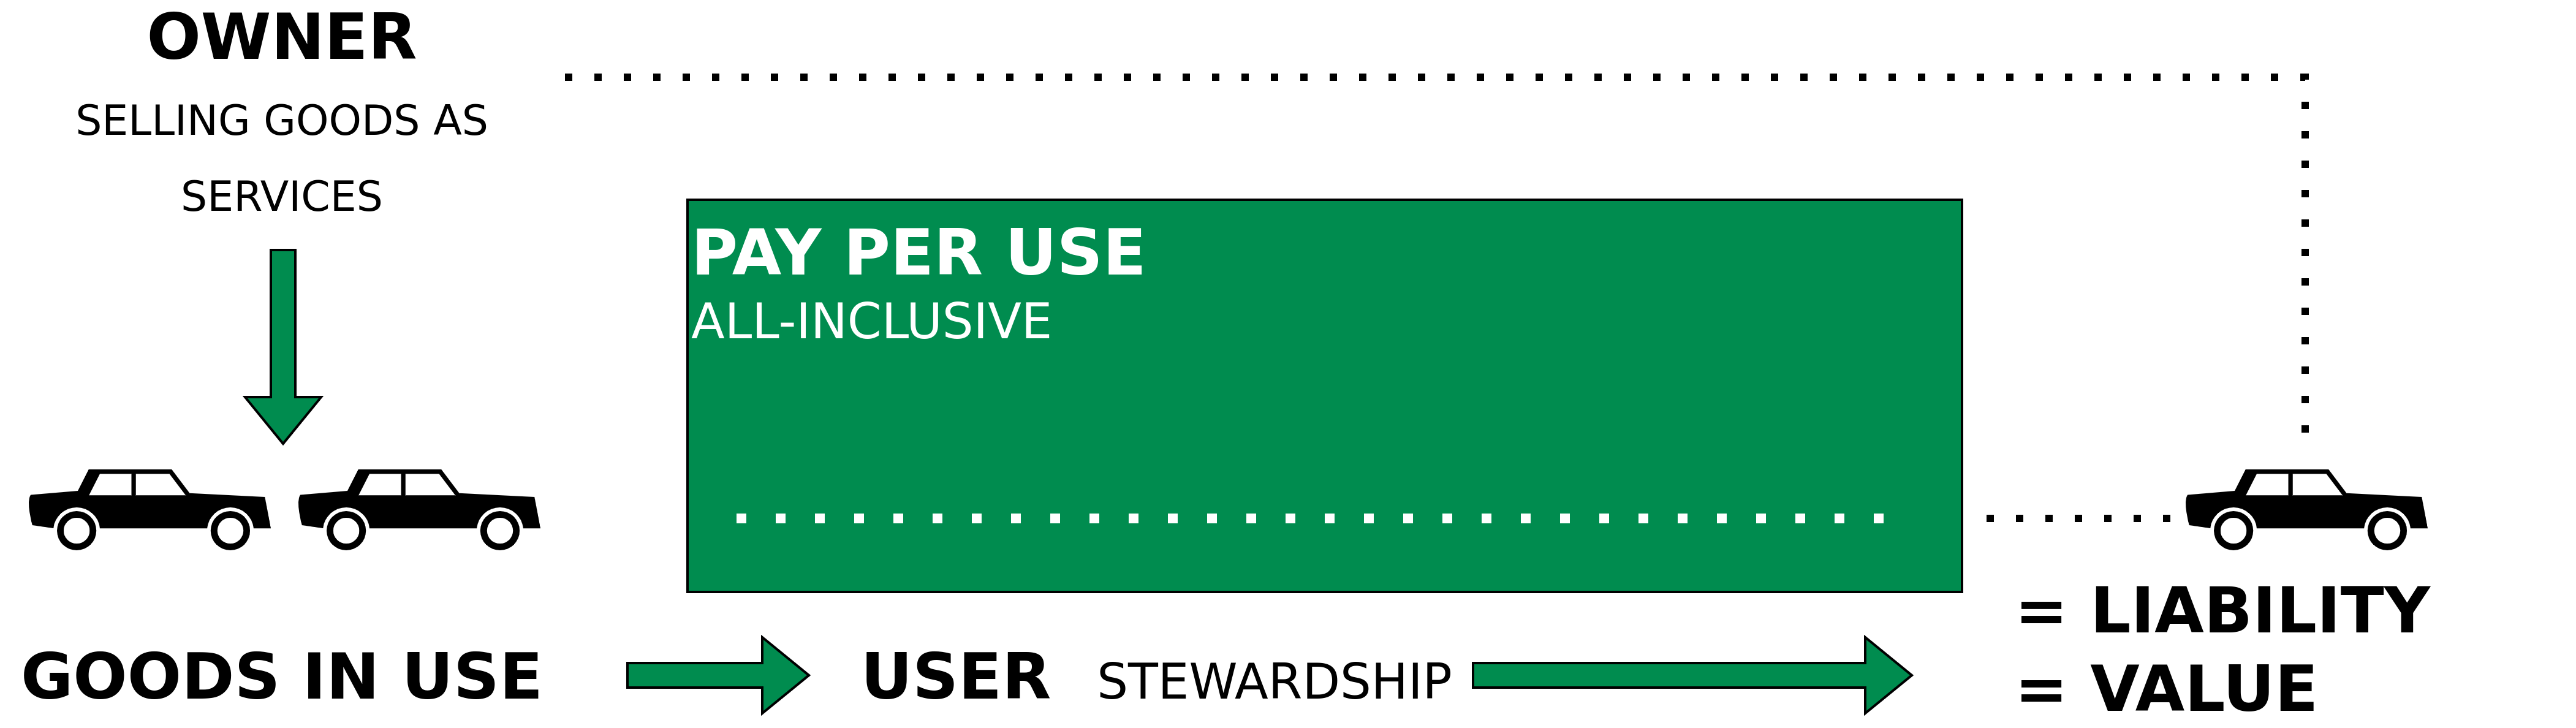 OWNER
SELLING GOODS AS
SERVICES
PAY PER USE
ALL-INCLUSIVE
GOODS IN USE
USER STEWARDSHIP
= LIABILITY
= VALUE